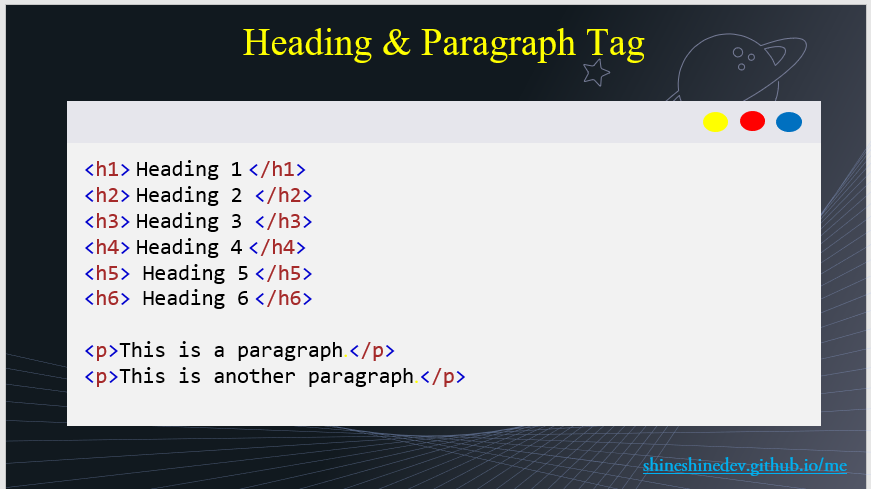 Heading & Paragraph Tag
<h1> Heading 1 </h1>
<h2> Heading 2 </h2>
<h3> Heading 3 </h3>
<h4> Heading 4 </h4>
<h5> Heading 5 </h5>
<h6> Heading 6 </h6>
<p>This is a paragraph.</p>
<p>This is another paragraph.</p>
shineshinedev.github.io/me